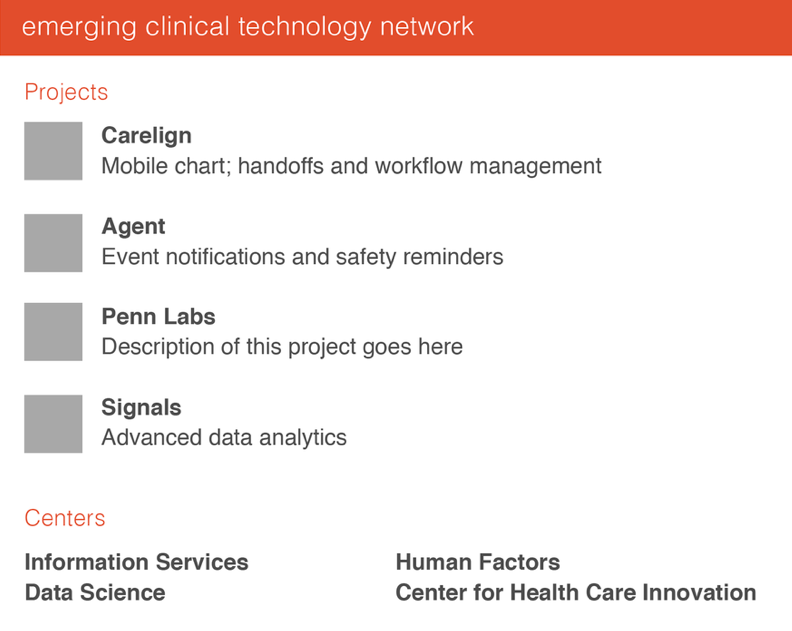 emerging clinical technology network
Projects
Carelign
Mobile chart; handoffs and workflow management
Agent
Event notifications and safety reminders
Penn Labs
Description of this project goes here
Signals
Advanced data analytics
Centers
Information Services
Data Science
Human Factors
Center for Health Care Innovation